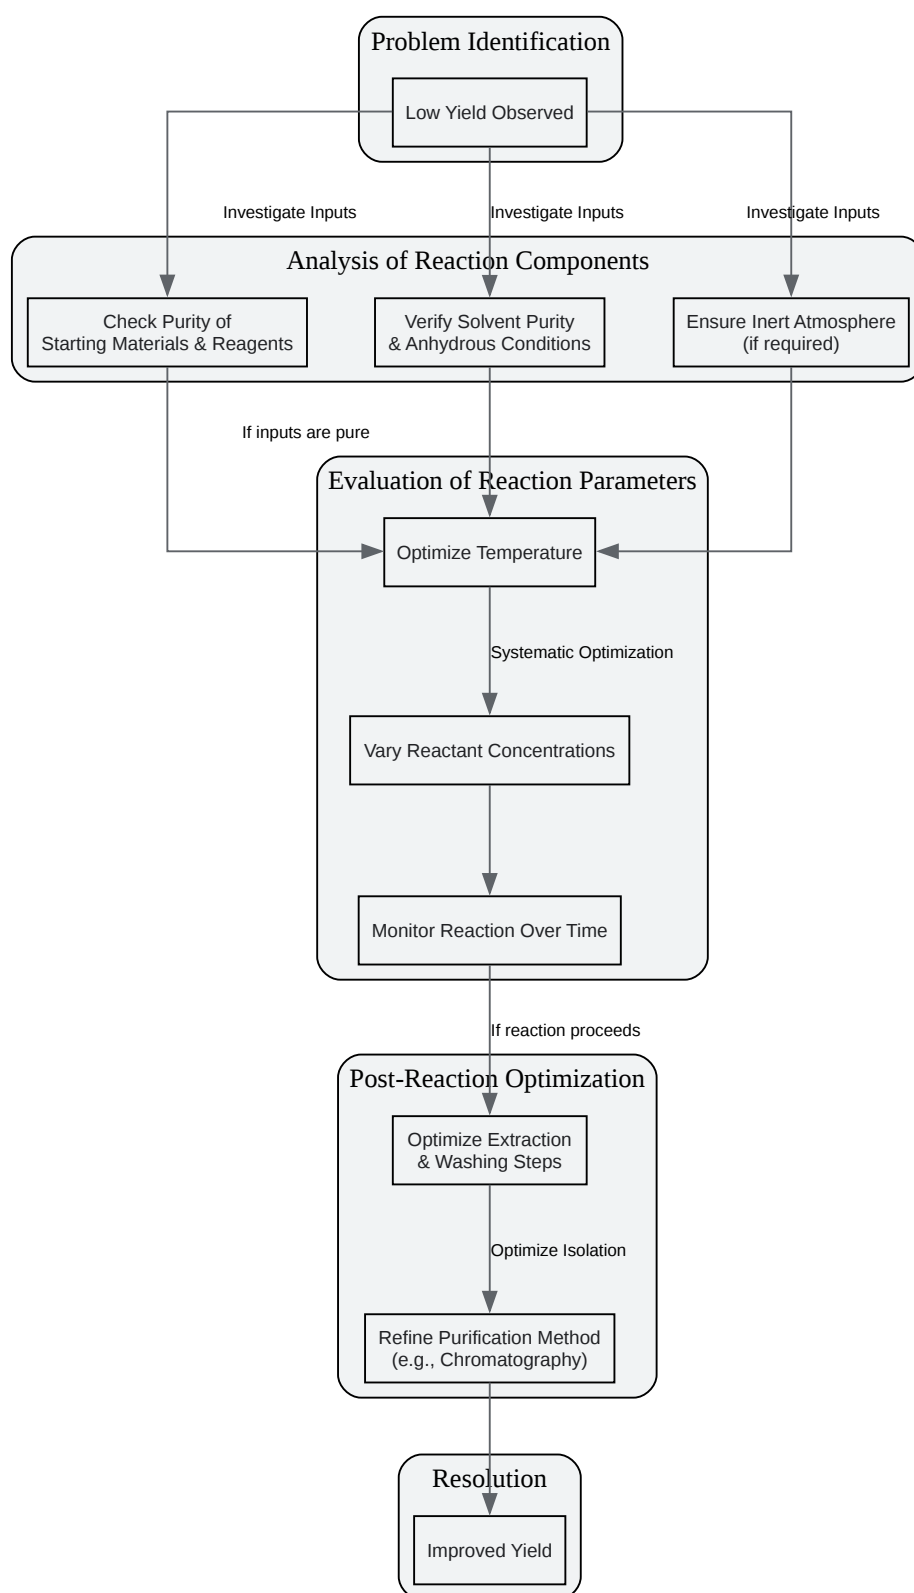 Problem Identification
Low Yield Observed
Investigate Inputs
Investigate Inputs
Investigate Inputs
Analysis of Reaction Components
Check Purity of
Starting Materials & Reagents
Verify Solvent Purity
& Anhydrous Conditions
Ensure Inert Atmosphere
(if required)
If inputs are pure
Evaluation of Reaction Parameters
Optimize Temperature
Systematic Optimization
Vary Reactant Concentrations
Monitor Reaction Over Time
If reaction proceeds
Post-Reaction Optimization
Optimize Extraction
& Washing Steps
Optimize Isolation
Refine Purification Method
(e.g., Chromatography)
Resolution
Improved Yield